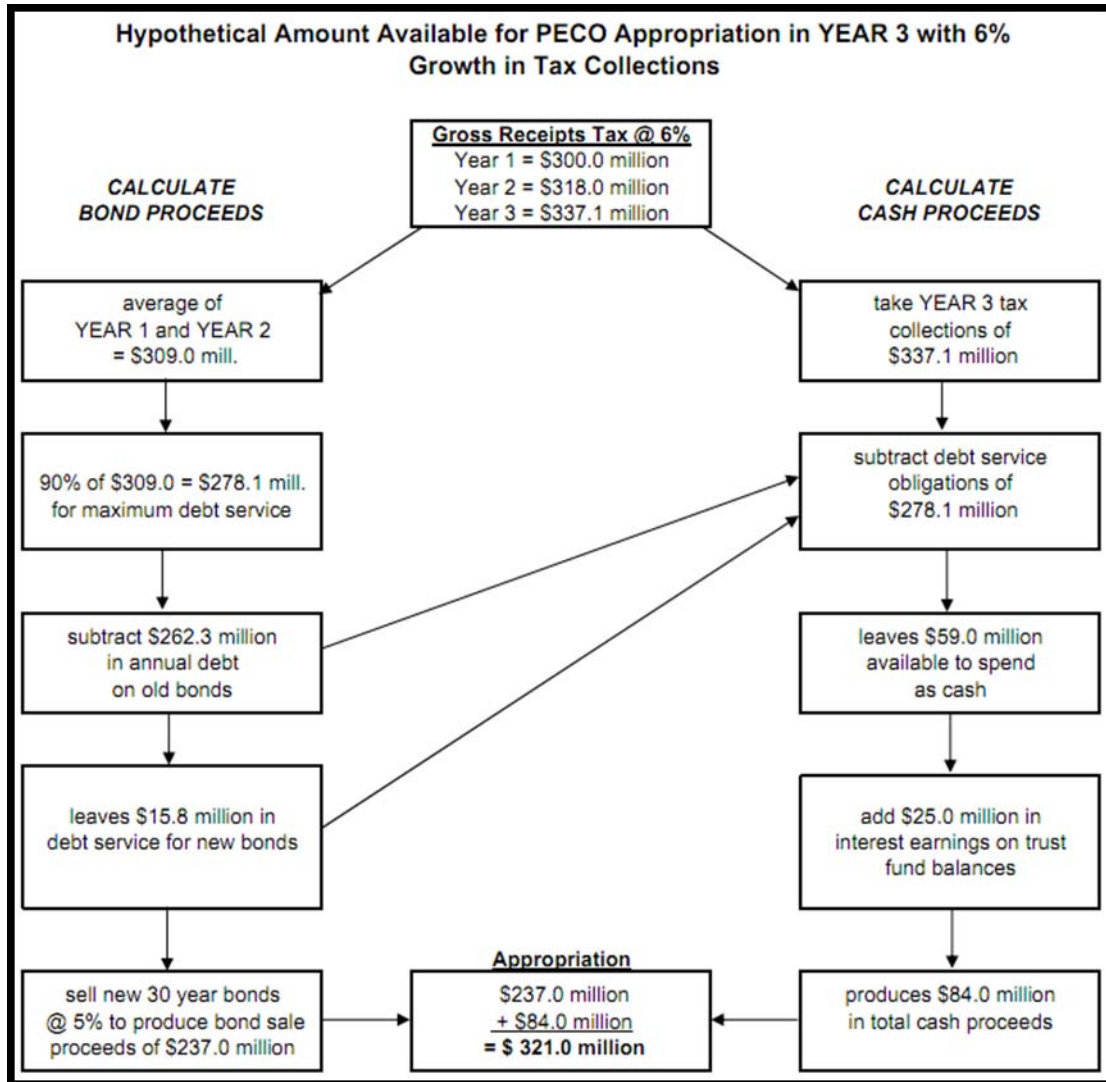 Hypothetical Amount Available for PECO Appropriation in YEAR 3 with 6%
Growth in Tax Collections
Gross Receipts Tax @ 6%
Year 1 = $300.0 million
Year 2 = $318.0 million
Year 3 = $337.1 million
CALCULATE
BOND PROCEEDS
average of
YEAR 1 and YEAR 2
= $309.0 mill.
90% of $309.0 = $278.1 mill.
for maximum debt service
subtract $262.3 million
in annual debt
on old bonds
leaves $15.8 million in
debt service for new bonds
sell new 30 year bonds
@ 5% to produce bond sale
proceeds of $237.0 million
CALCULATE
CASH PROCEEDS
take YEAR 3 tax
collections of
$337.1 million
subtract debt service
obligations of
$278.1 million
leaves $59.0 million
available to spend
as cash
add $25.0 million in
interest earnings on trust
fund balances
produces $84.0 million
in total cash proceeds
Appropriation
$237.0 million
+ $84.0 million
= $ 321.0 million